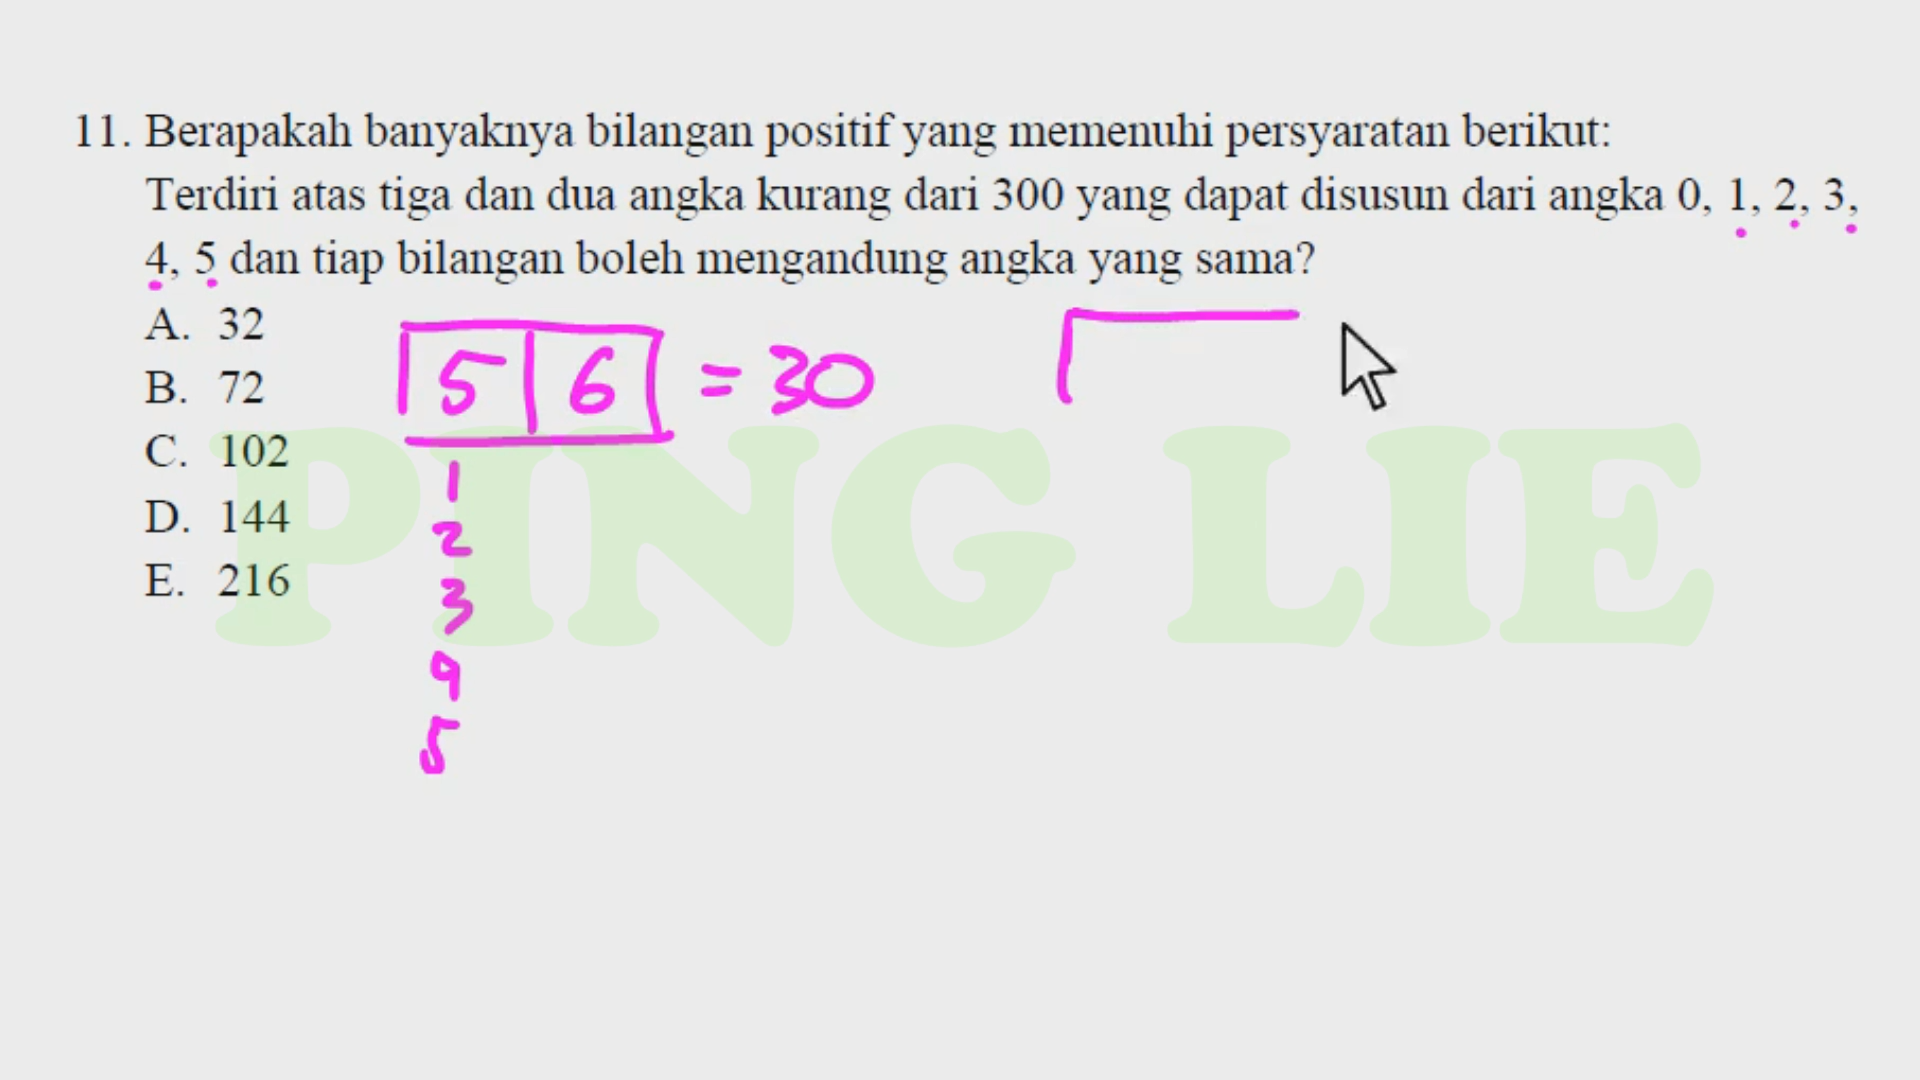 11. Berapakah banyaknya bilangan positif yang memenuhi persyaratan berikut:
Terdiri atas tiga dan dua angka kurang dari 300 yang dapat disusun dari angka 0, 1, 2, 3,
4, 5 dan tiap bilangan boleh mengandung angka yang sama?
A. 32
B. 72
C. 102
D. 144
E. 216
5 6 = 30
1
2
3
4
5
PING LIE